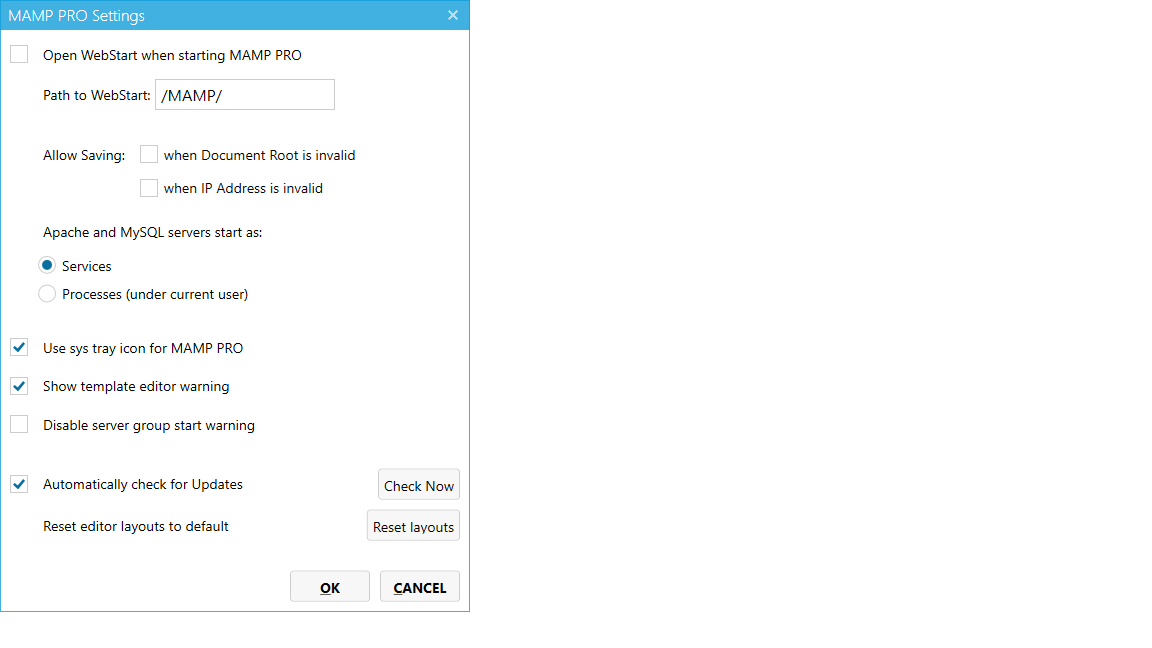 MAMP PRO Settings
Open WebStart when starting MAMP PRO
Path to WebStart: /MAMP/
Allow Saving: when Document Root is invalid
when IP Address is invalid
Apache and MySQL servers start as:
Services
Processes (under current user)
Use sys tray icon for MAMP PRO
Show template editor warning
Disable server group start warning
Automatically check for Updates Check Now
Reset editor layouts to default Reset layouts
OK CANCEL